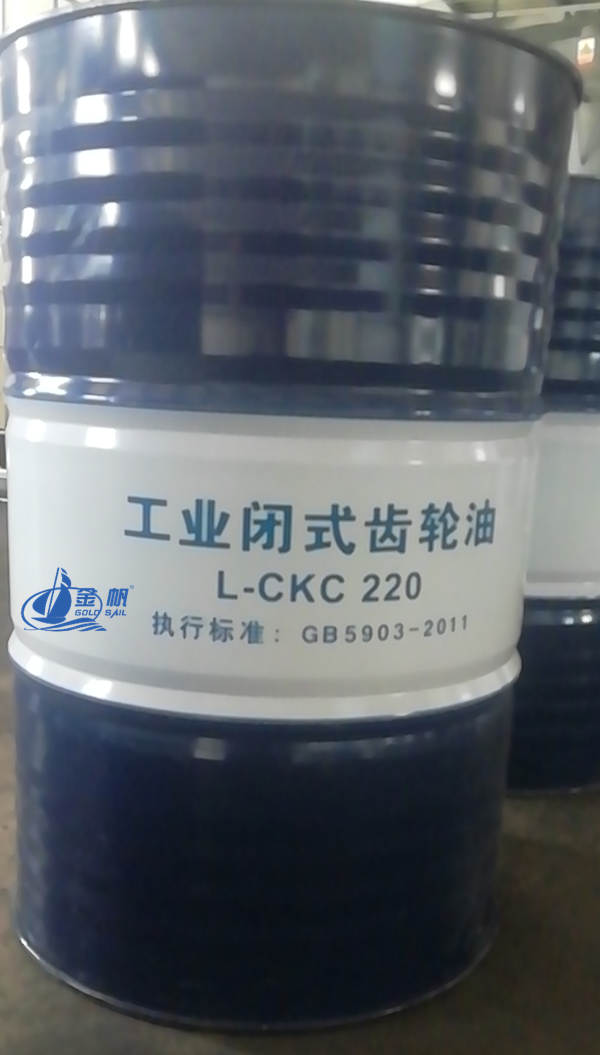 工业闭式齿轮油
L-CKC 220
金帆®
GOLD SAIL
执行标准：GB5903-2011